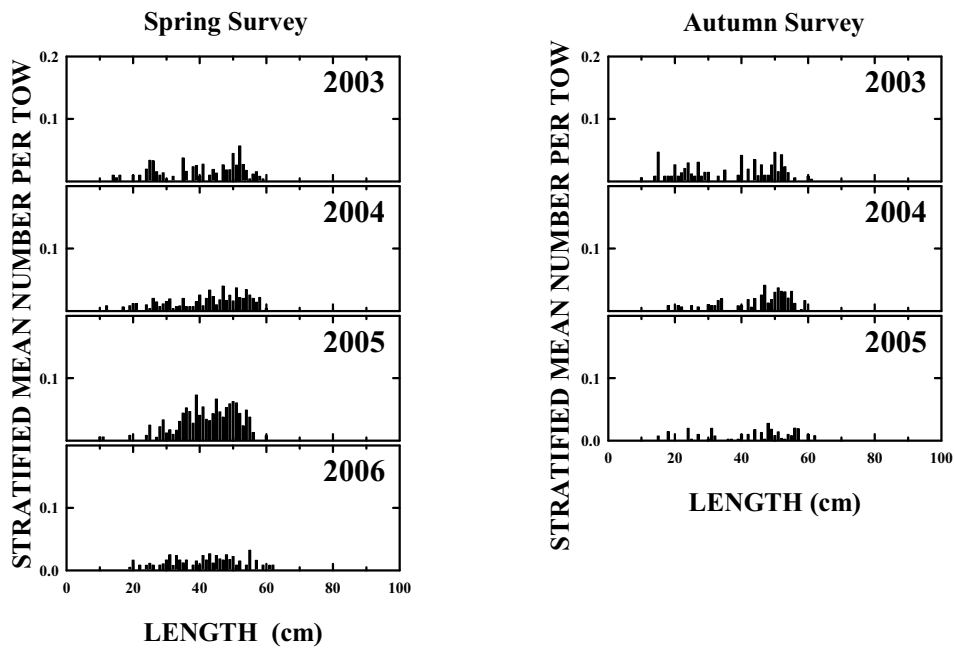 Spring Survey
STRATIFIED MEAN NUMBER PER TOW
0.2
2003
0.1
2004
0.1
2005
0.1
2006
0.1
0.0
0 20 40 60 80 100
LENGTH (cm)
Autumn Survey
STRATIFIED MEAN NUMBER PER TOW
0.2
2003
0.1
2004
0.1
2005
0.1
0.0
0 20 40 60 80 100
LENGTH (cm)